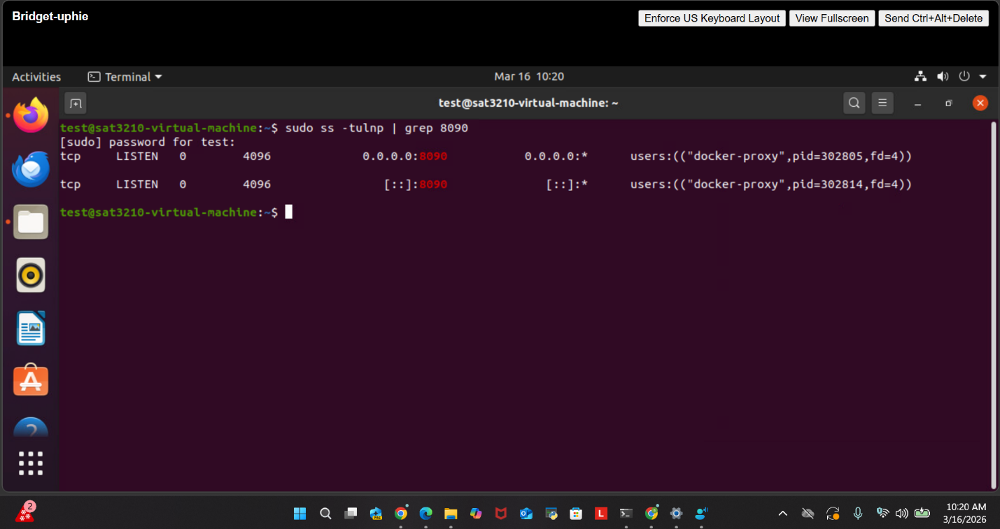 Bridget-uphie
Enforce US Keyboard Layout View Fullscreen Send Ctrl+Alt+Delete
Activities Terminal Mar 16 10:20
test@sat3210-virtual-machine: ~
test@sat3210-virtual-machine:~$ sudo ss -tulnp | grep 8090
[sudo] password for test:
tcp LISTEN 0 4096 0.0.0.0:8090 0.0.0.0:* users:(("docker-proxy",pid=302805,fd=4))
tcp LISTEN 0 4096 [::]:8090 [::]:* users:(("docker-proxy",pid=302814,fd=4))
test@sat3210-virtual-machine:~$
2
10:20 AM
3/16/2026